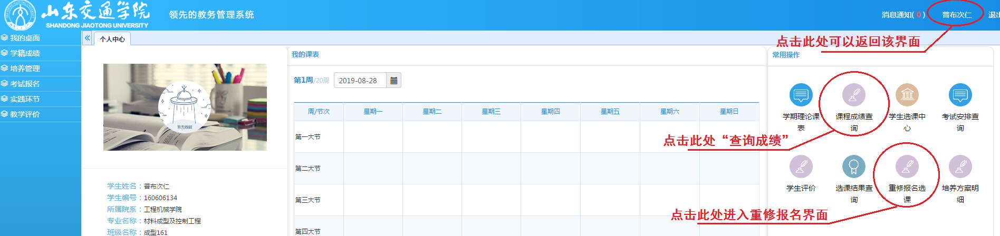 山东交通学院
SHANDONG JIAOTONG UNIVERSITY
领先的教务管理系统
消息通知( 0 )
普布次仁
退出
点击此处可以返回该界面
我的桌面
学籍成绩
培养管理
考试报名
实践环节
教学评价
个人中心
暂无数据
学生姓名：普布次仁
学生编号：160606134
所属院系：工程机械学院
专业名称：材料成型及控制工程
班级名称：成型161
我的课表
第1周/20周
2019-08-28
周/节次 星期一 星期二 星期三 星期四 星期五 星期六 星期日
第一大节
第二大节
第三大节
第四大节
常用操作
学期理论课
表
课程成绩查
询
学生选课中
心
考试安排查
询
点击此处“查询成绩”
学生评价
选课结果查
询
重修报名选
课
培养方案明
细
点击此处进入重修报名界面